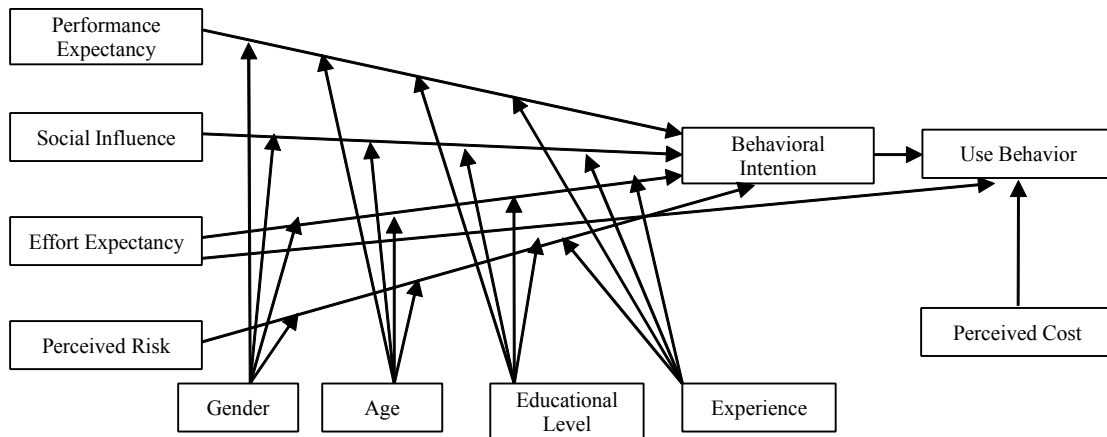 Performance
Expectancy
Social Influence
Behavioral
Intention
Use Behavior
Effort Expectancy
Perceived Risk
Perceived Cost
Gender
Age
Educational
Level
Experience